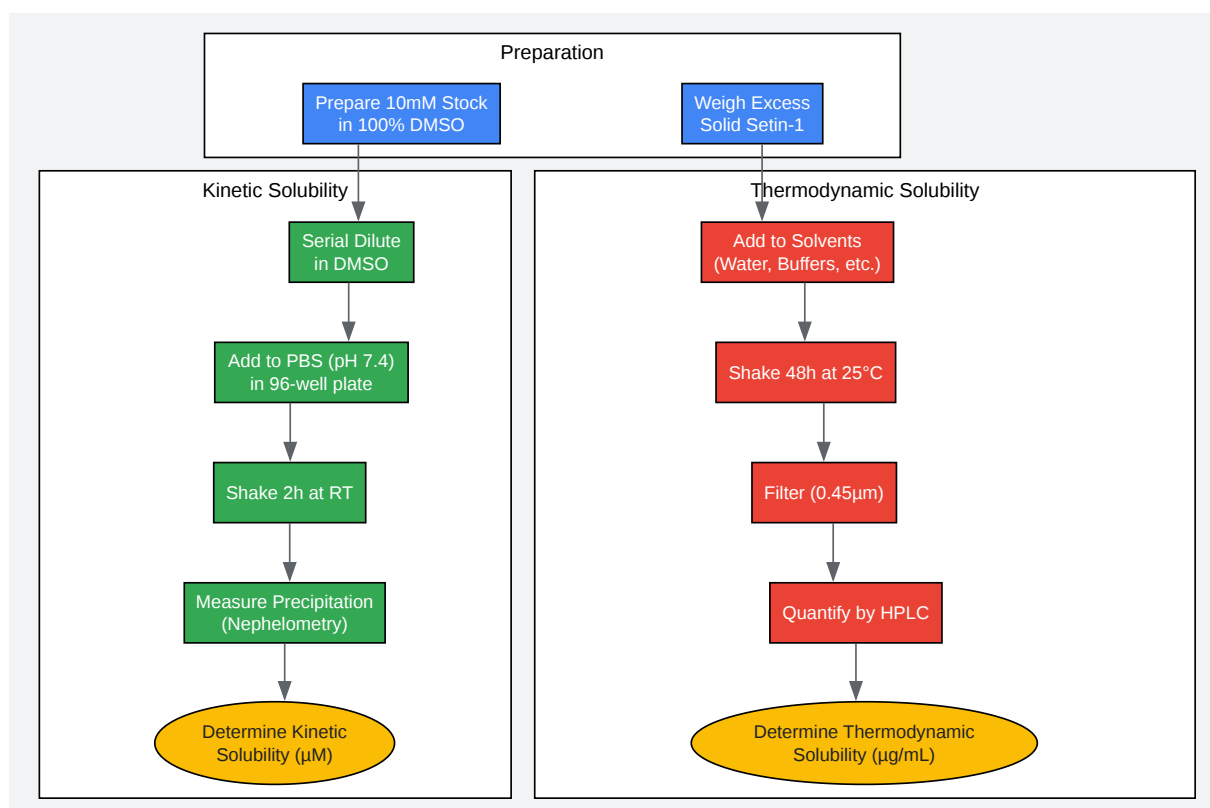 Preparation
Prepare 10mM Stock
in 100% DMSO
Weigh Excess
Solid Setin-1
Kinetic Solubility
Serial Dilute
in DMSO
Add to PBS (pH 7.4)
in 96-well plate
Shake 2h at RT
Measure Precipitation
(Nephelometry)
Determine Kinetic
Solubility (µM)
Thermodynamic Solubility
Add to Solvents
(Water, Buffers, etc.)
Shake 48h at 25°C
Filter (0.45µm)
Quantify by HPLC
Determine Thermodynamic
Solubility (µg/mL)